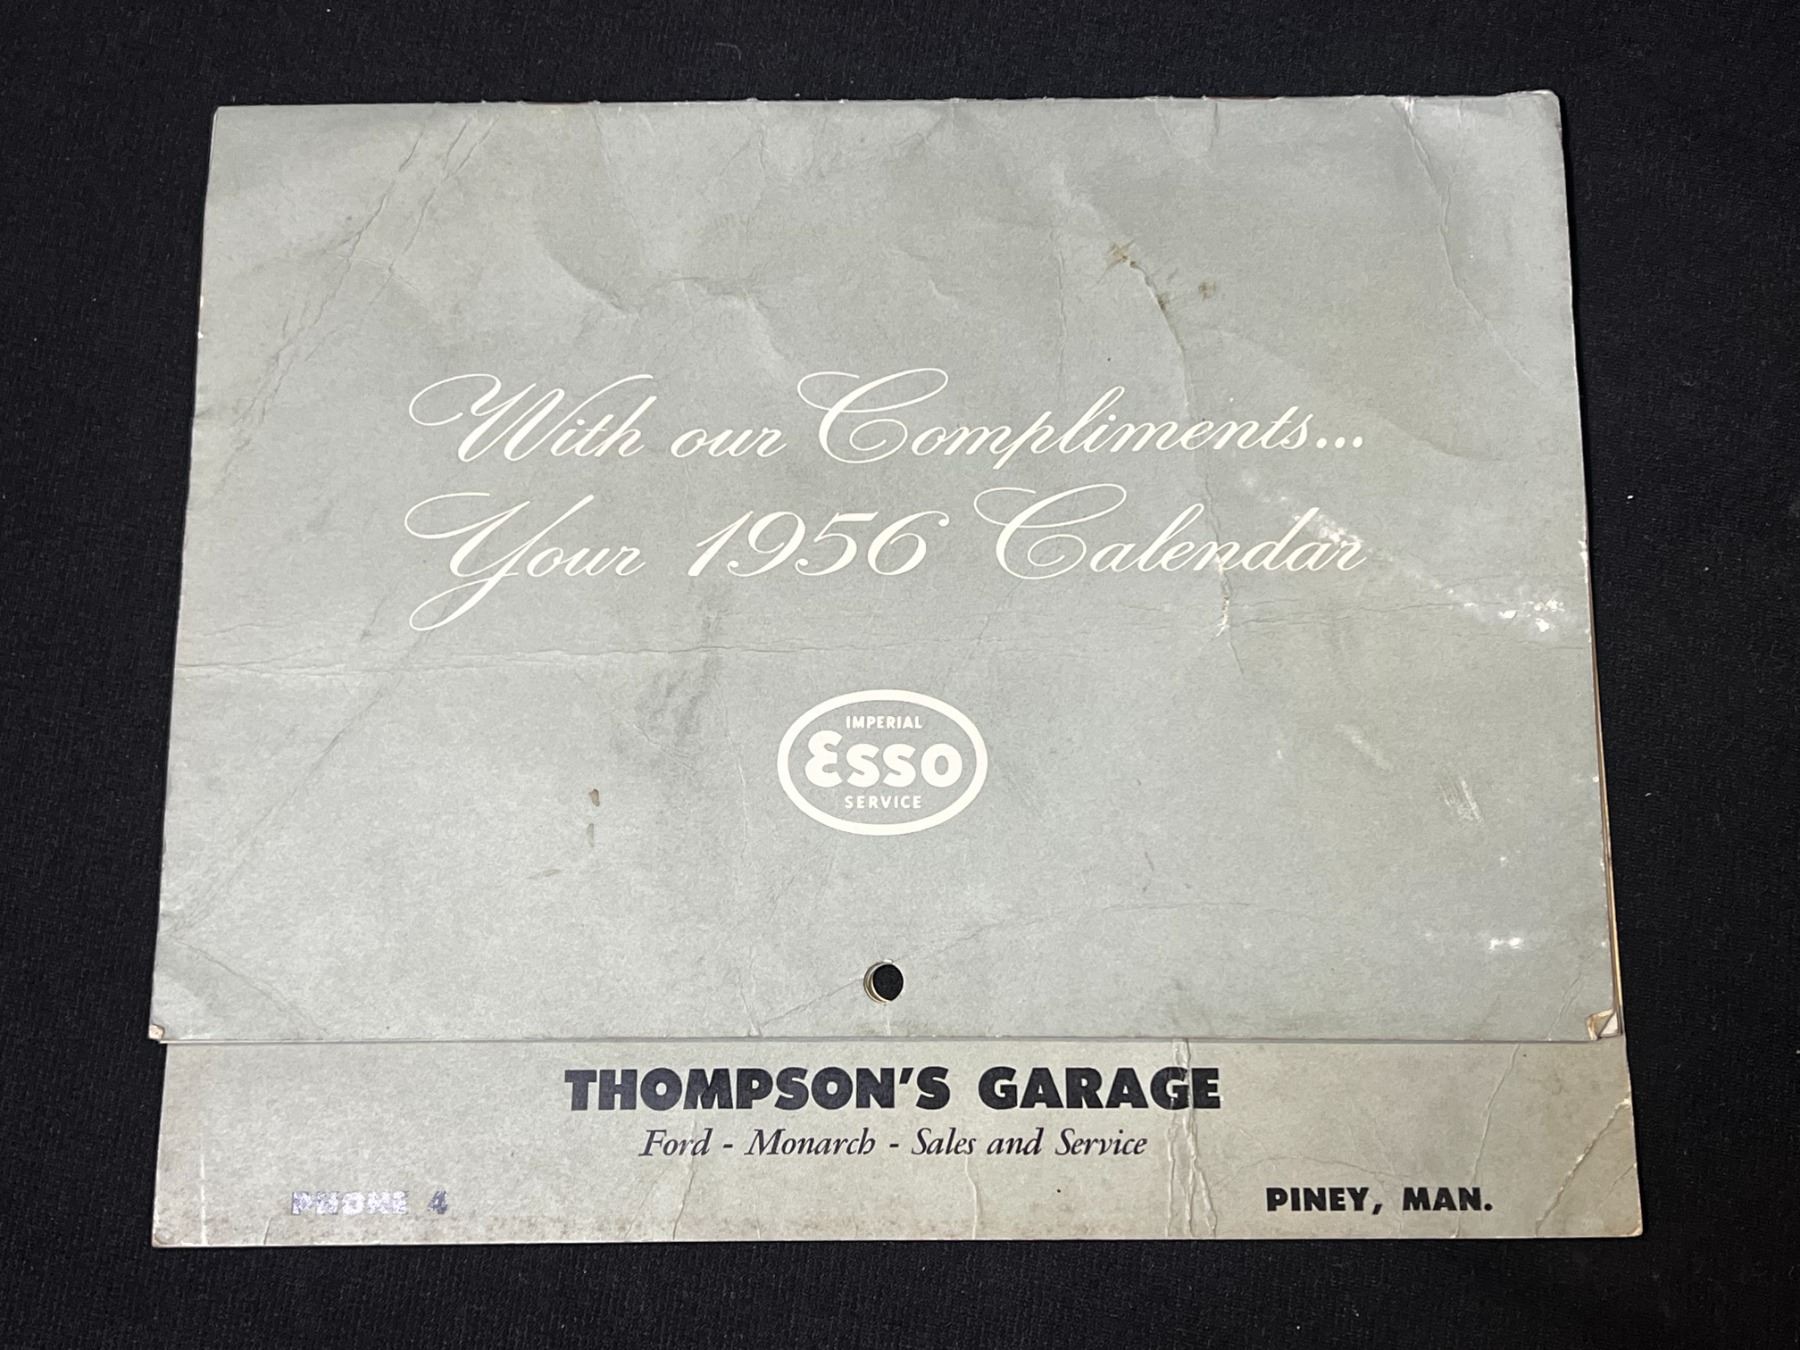 With our Compliments...
Your 1956 Calendar
IMPERIAL
Esso
SERVICE
THOMPSON'S GARAGE
Ford - Monarch - Sales and Service
PHONE 4
PINEY, MAN.